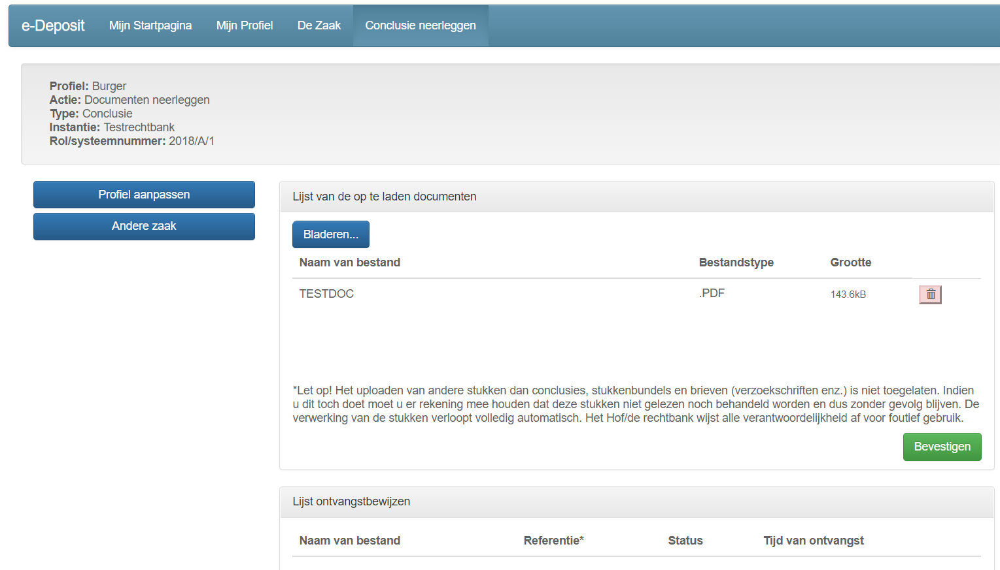 e-Deposit Mijn Startpagina Mijn Profiel De Zaak Conclusie neerleggen
Profiel: Burger
Actie: Documenten neerleggen
Type: Conclusie
Instantie: Testrechtbank
Rol/systeemnummer: 2018/A/1
Profiel aanpassen
Andere zaak
Lijst van de op te laden documenten
Bladeren...
Naam van bestand Bestandstype Grootte
TESTDOC .PDF 143.6kB
*Let op! Het uploaden van andere stukken dan conclusies, stukkenbundels en brieven (verzoekschriften enz.) is niet toegelaten. Indien
u dit toch doet moet u er rekening mee houden dat deze stukken niet gelezen noch behandeld worden en dus zonder gevolg blijven. De
verwerking van de stukken verloopt volledig automatisch. Het Hof/de rechtbank wijst alle verantwoordelijkheid af voor foutief gebruik.
Bevestigen
Lijst ontvangstbewijzen
Naam van bestand Referentie* Status Tijd van ontvangst